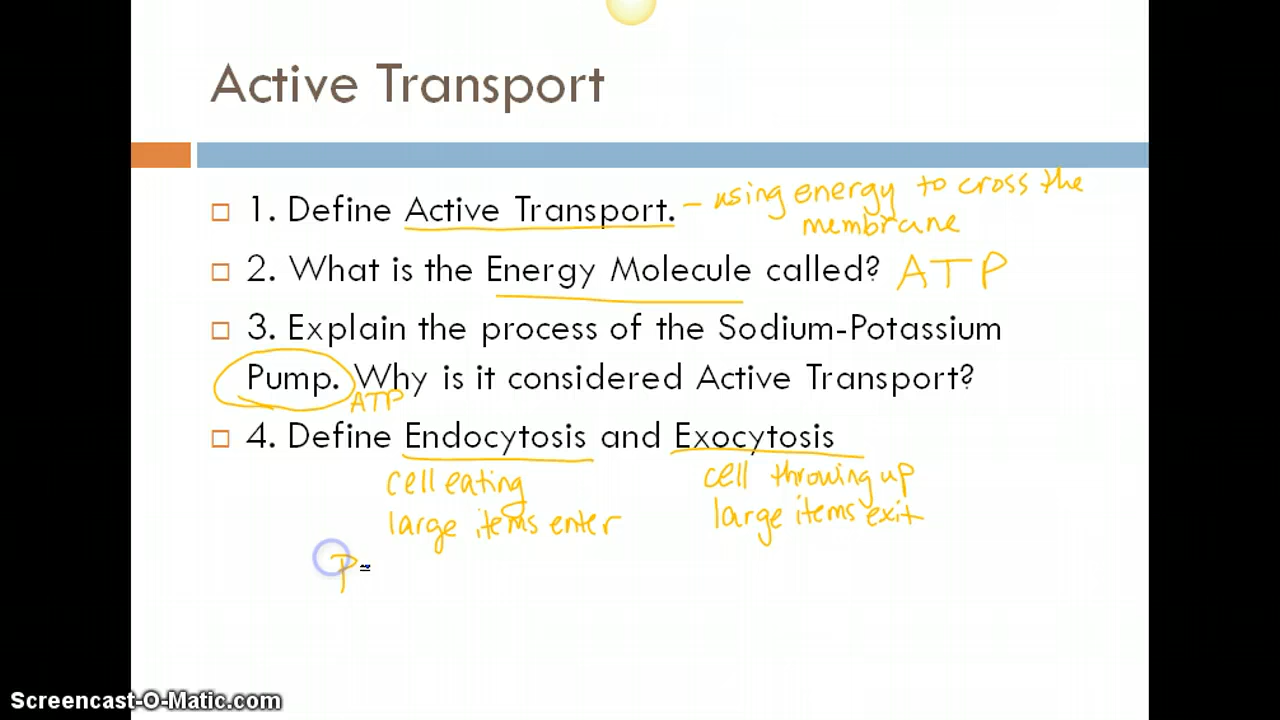 Active Transport
1. Define Active Transport. - using energy to cross the
membrane
2. What is the Energy Molecule called? ATP
3. Explain the process of the Sodium-Potassium
Pump. Why is it considered Active Transport?
ATP
4. Define Endocytosis and Exocytosis
cell eating cell throwing up
large items enter large items exit
P
Screencast-O-Matic.com